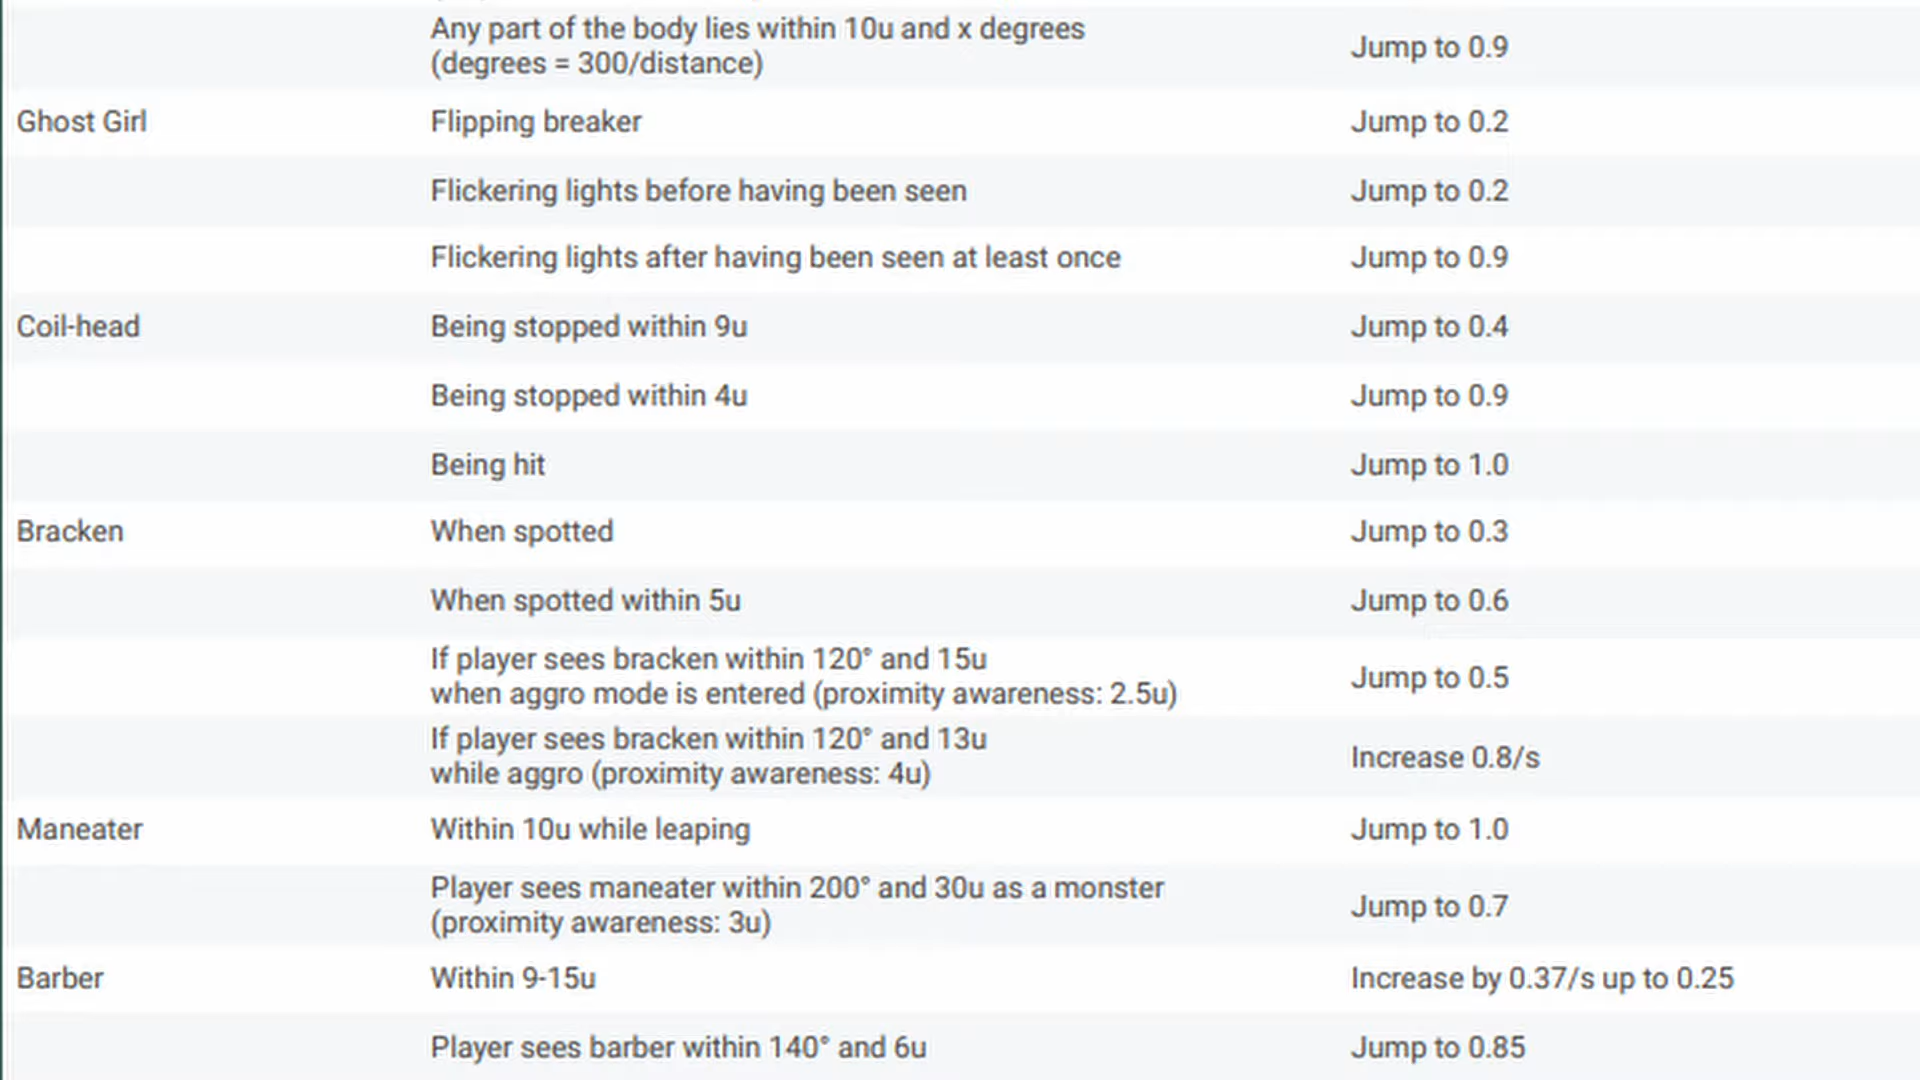 Any part of the body lies within 10u and x degrees
(degrees = 300/distance)
Jump to 0.9
Ghost Girl
Flipping breaker
Jump to 0.2
Flickering lights before having been seen
Jump to 0.2
Flickering lights after having been seen at least once
Jump to 0.9
Coil-head
Being stopped within 9u
Jump to 0.4
Being stopped within 4u
Jump to 0.9
Being hit
Jump to 1.0
Bracken
When spotted
Jump to 0.3
When spotted within 5u
Jump to 0.6
If player sees bracken within 120° and 15u
when aggro mode is entered (proximity awareness: 2.5u)
Jump to 0.5
If player sees bracken within 120° and 13u
while aggro (proximity awareness: 4u)
Increase 0.8/s
Maneater
Within 10u while leaping
Jump to 1.0
Player sees maneater within 200° and 30u as a monster
(proximity awareness: 3u)
Jump to 0.7
Barber
Within 9-15u
Increase by 0.37/s up to 0.25
Player sees barber within 140° and 6u
Jump to 0.85